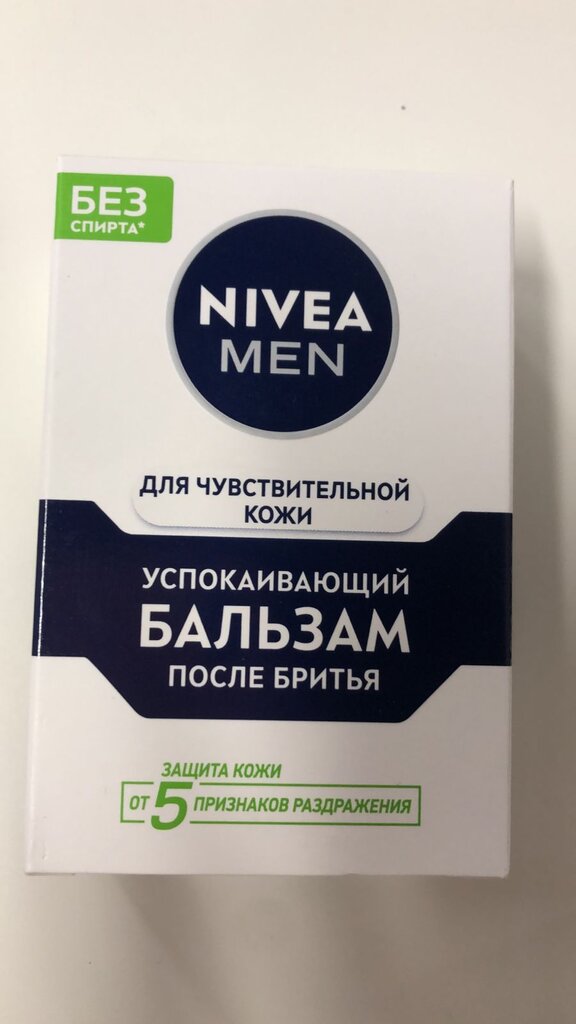 БЕЗ
СПИРТА*
NIVEA
MEN
ДЛЯ ЧУВСТВИТЕЛЬНОЙ
КОЖИ
УСПОКАИВАЮЩИЙ
БАЛЬЗАМ
ПОСЛЕ БРИТЬЯ
ЗАЩИТА КОЖИ
ОТ 5 ПРИЗНАКОВ РАЗДРАЖЕНИЯ